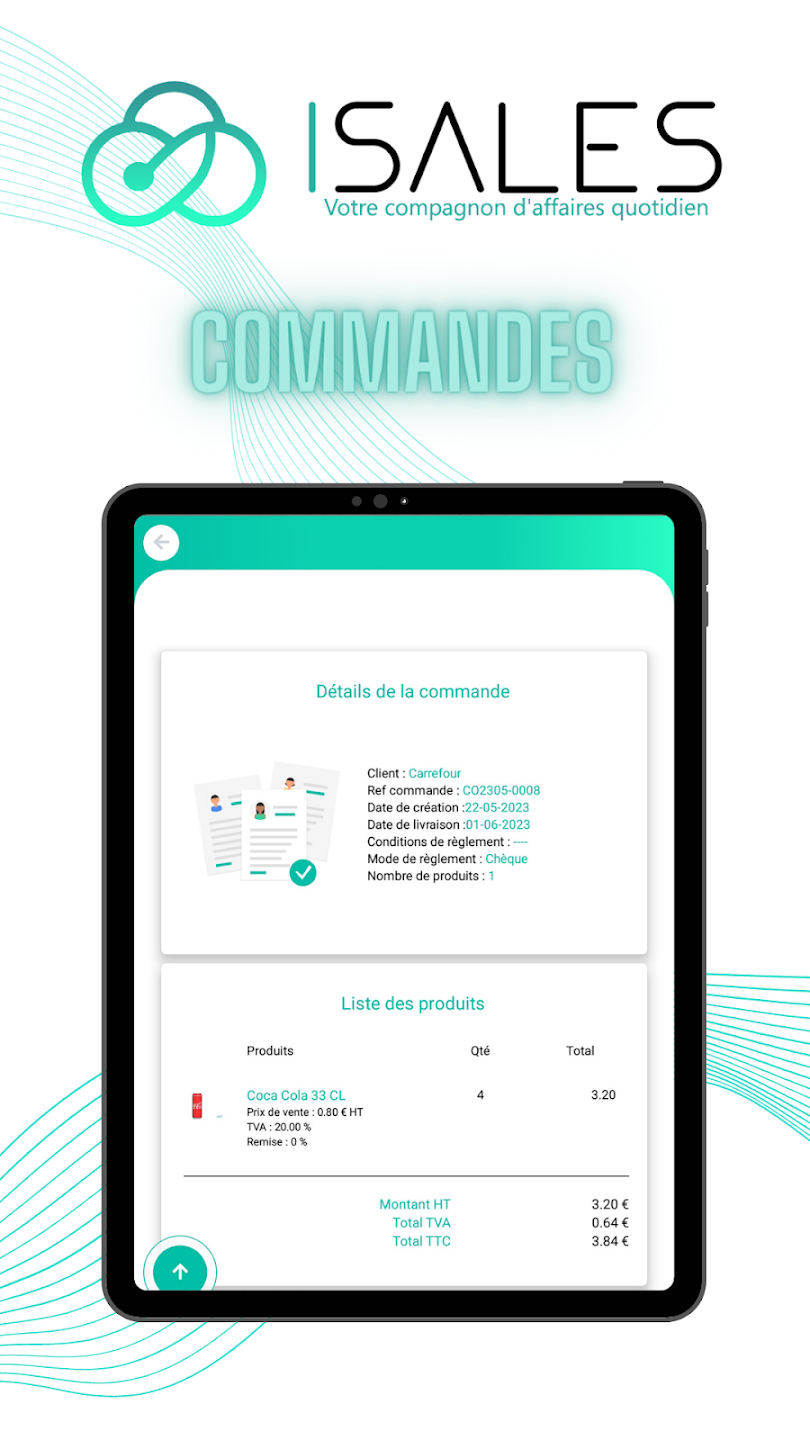 ISALES
Votre compagnon d'affaires quotidien
COMMANDES
Détails de la commande
Client : Carrefour
Ref commande : CO2305-0008
Date de création :22-05-2023
Date de livraison :01-06-2023
Conditions de règlement : ----
Mode de règlement : Chèque
Nombre de produits : 1
Liste des produits
Produits Qté Total
Coca Cola 33 CL 4 3.20
Prix de vente : 0.80 € HT
TVA : 20.00 %
Remise : 0 %
Montant HT 3.20 €
Total TVA 0.64 €
Total TTC 3.84 €